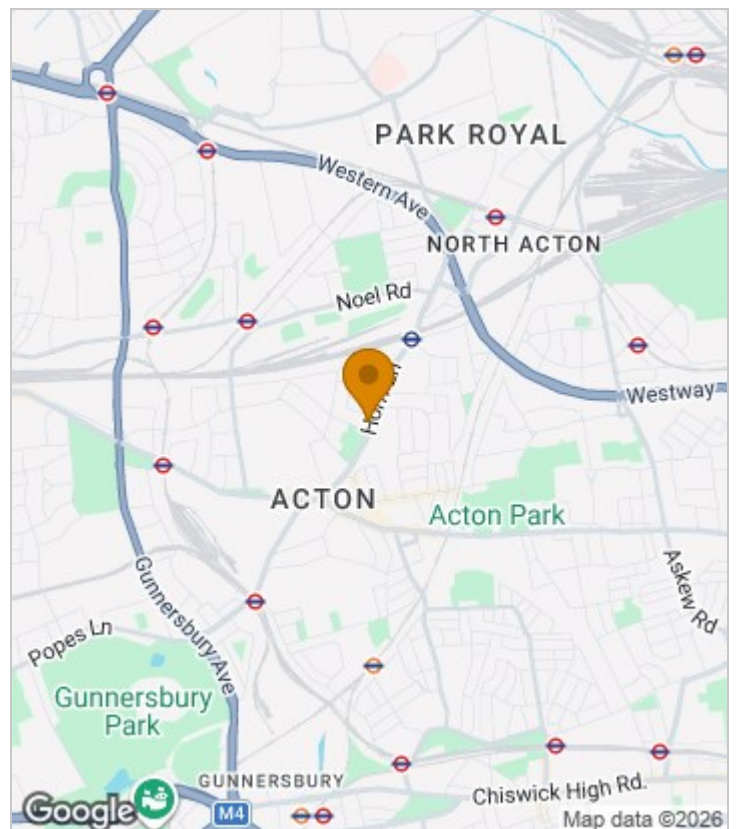 PARK ROYAL
Western Ave
NORTH ACTON
Noel Rd
Westway
ACTON
Acton Park
Gunnersbury Ave
Askew Rd
Popes Ln
Gunnersbury
Park
GUNNERSBURY
Chiswick High Rd.
Google
M4
Map data ©2026